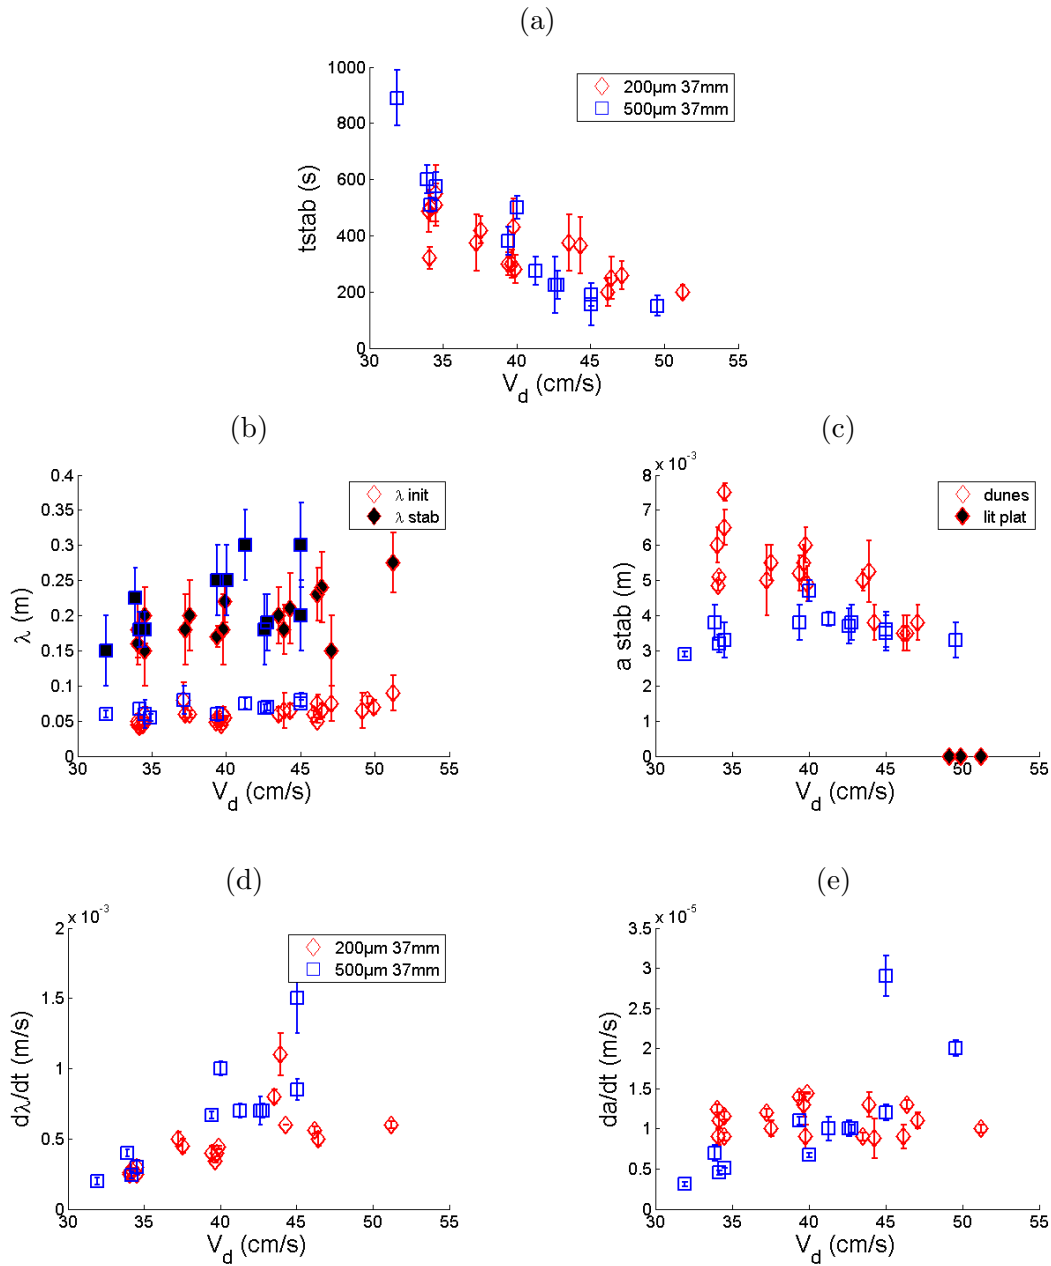 (a)
1000
800
600
400
200
0
tstab (s)
200µm 37mm
500µm 37mm
30 35 40 45 50 55
V_d (cm/s)
(b)
0.4
0.35
0.3
0.25
0.2
0.15
0.1
0.05
0
λ (m)
λ init
λ stab
30 35 40 45 50 55
V_d (cm/s)
(c)
x 10^-3
8
7
6
5
4
3
2
1
0
a stab (m)
dunes
lit plat
30 35 40 45 50 55
V_d (cm/s)
(d)
x 10^-3
2
1.5
1
0.5
0
dλ/dt (m/s)
200µm 37mm
500µm 37mm
30 35 40 45 50 55
V_d (cm/s)
(e)
x 10^-5
3.5
3
2.5
2
1.5
1
0.5
0
da/dt (m/s)
30 35 40 45 50 55
V_d (cm/s)